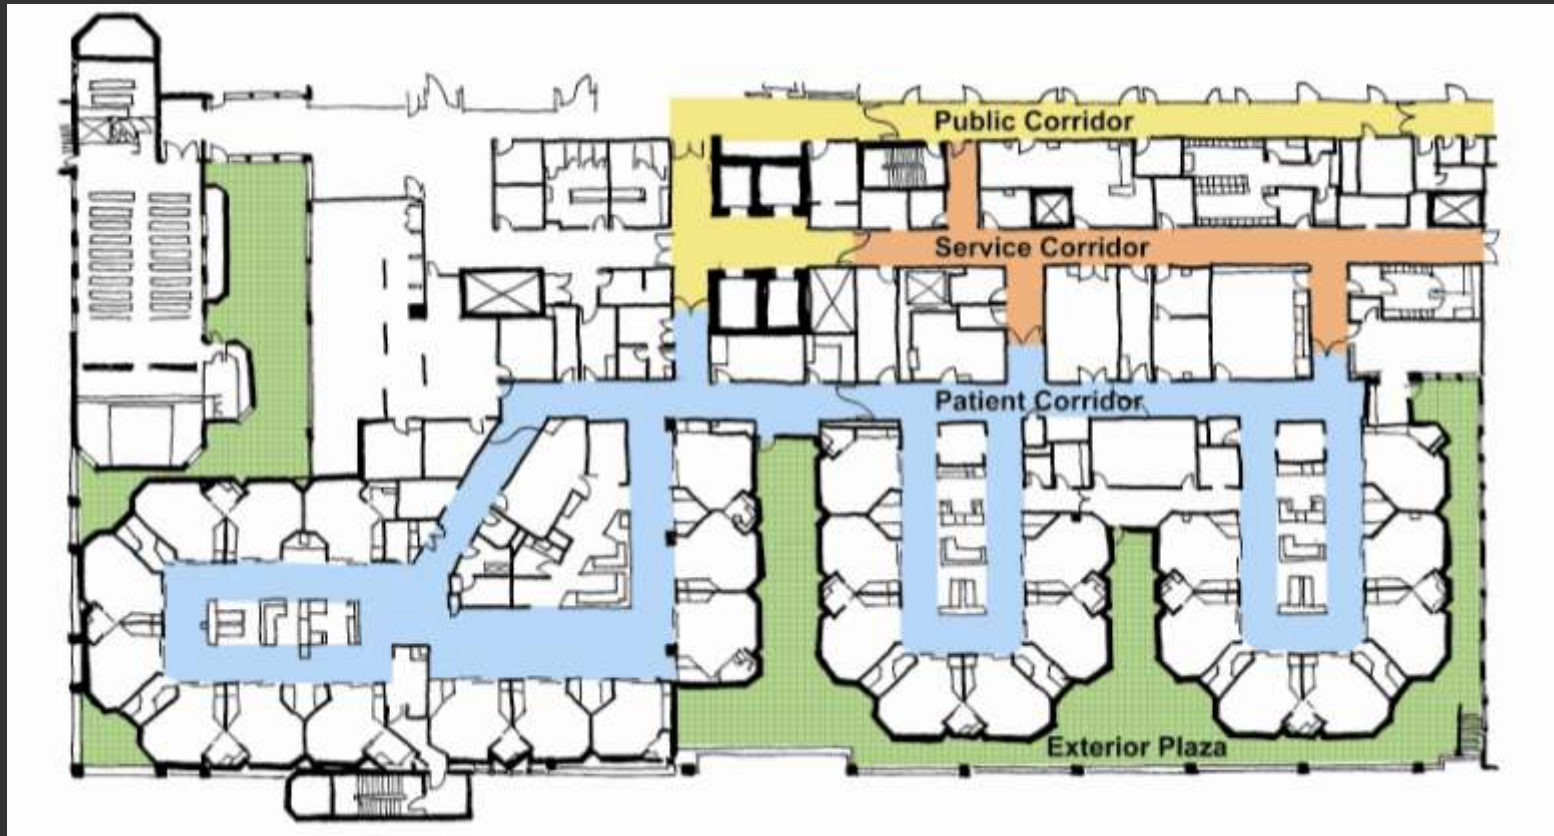 Public Corridor
Service Corridor
Patient Corridor
Exterior Plaza